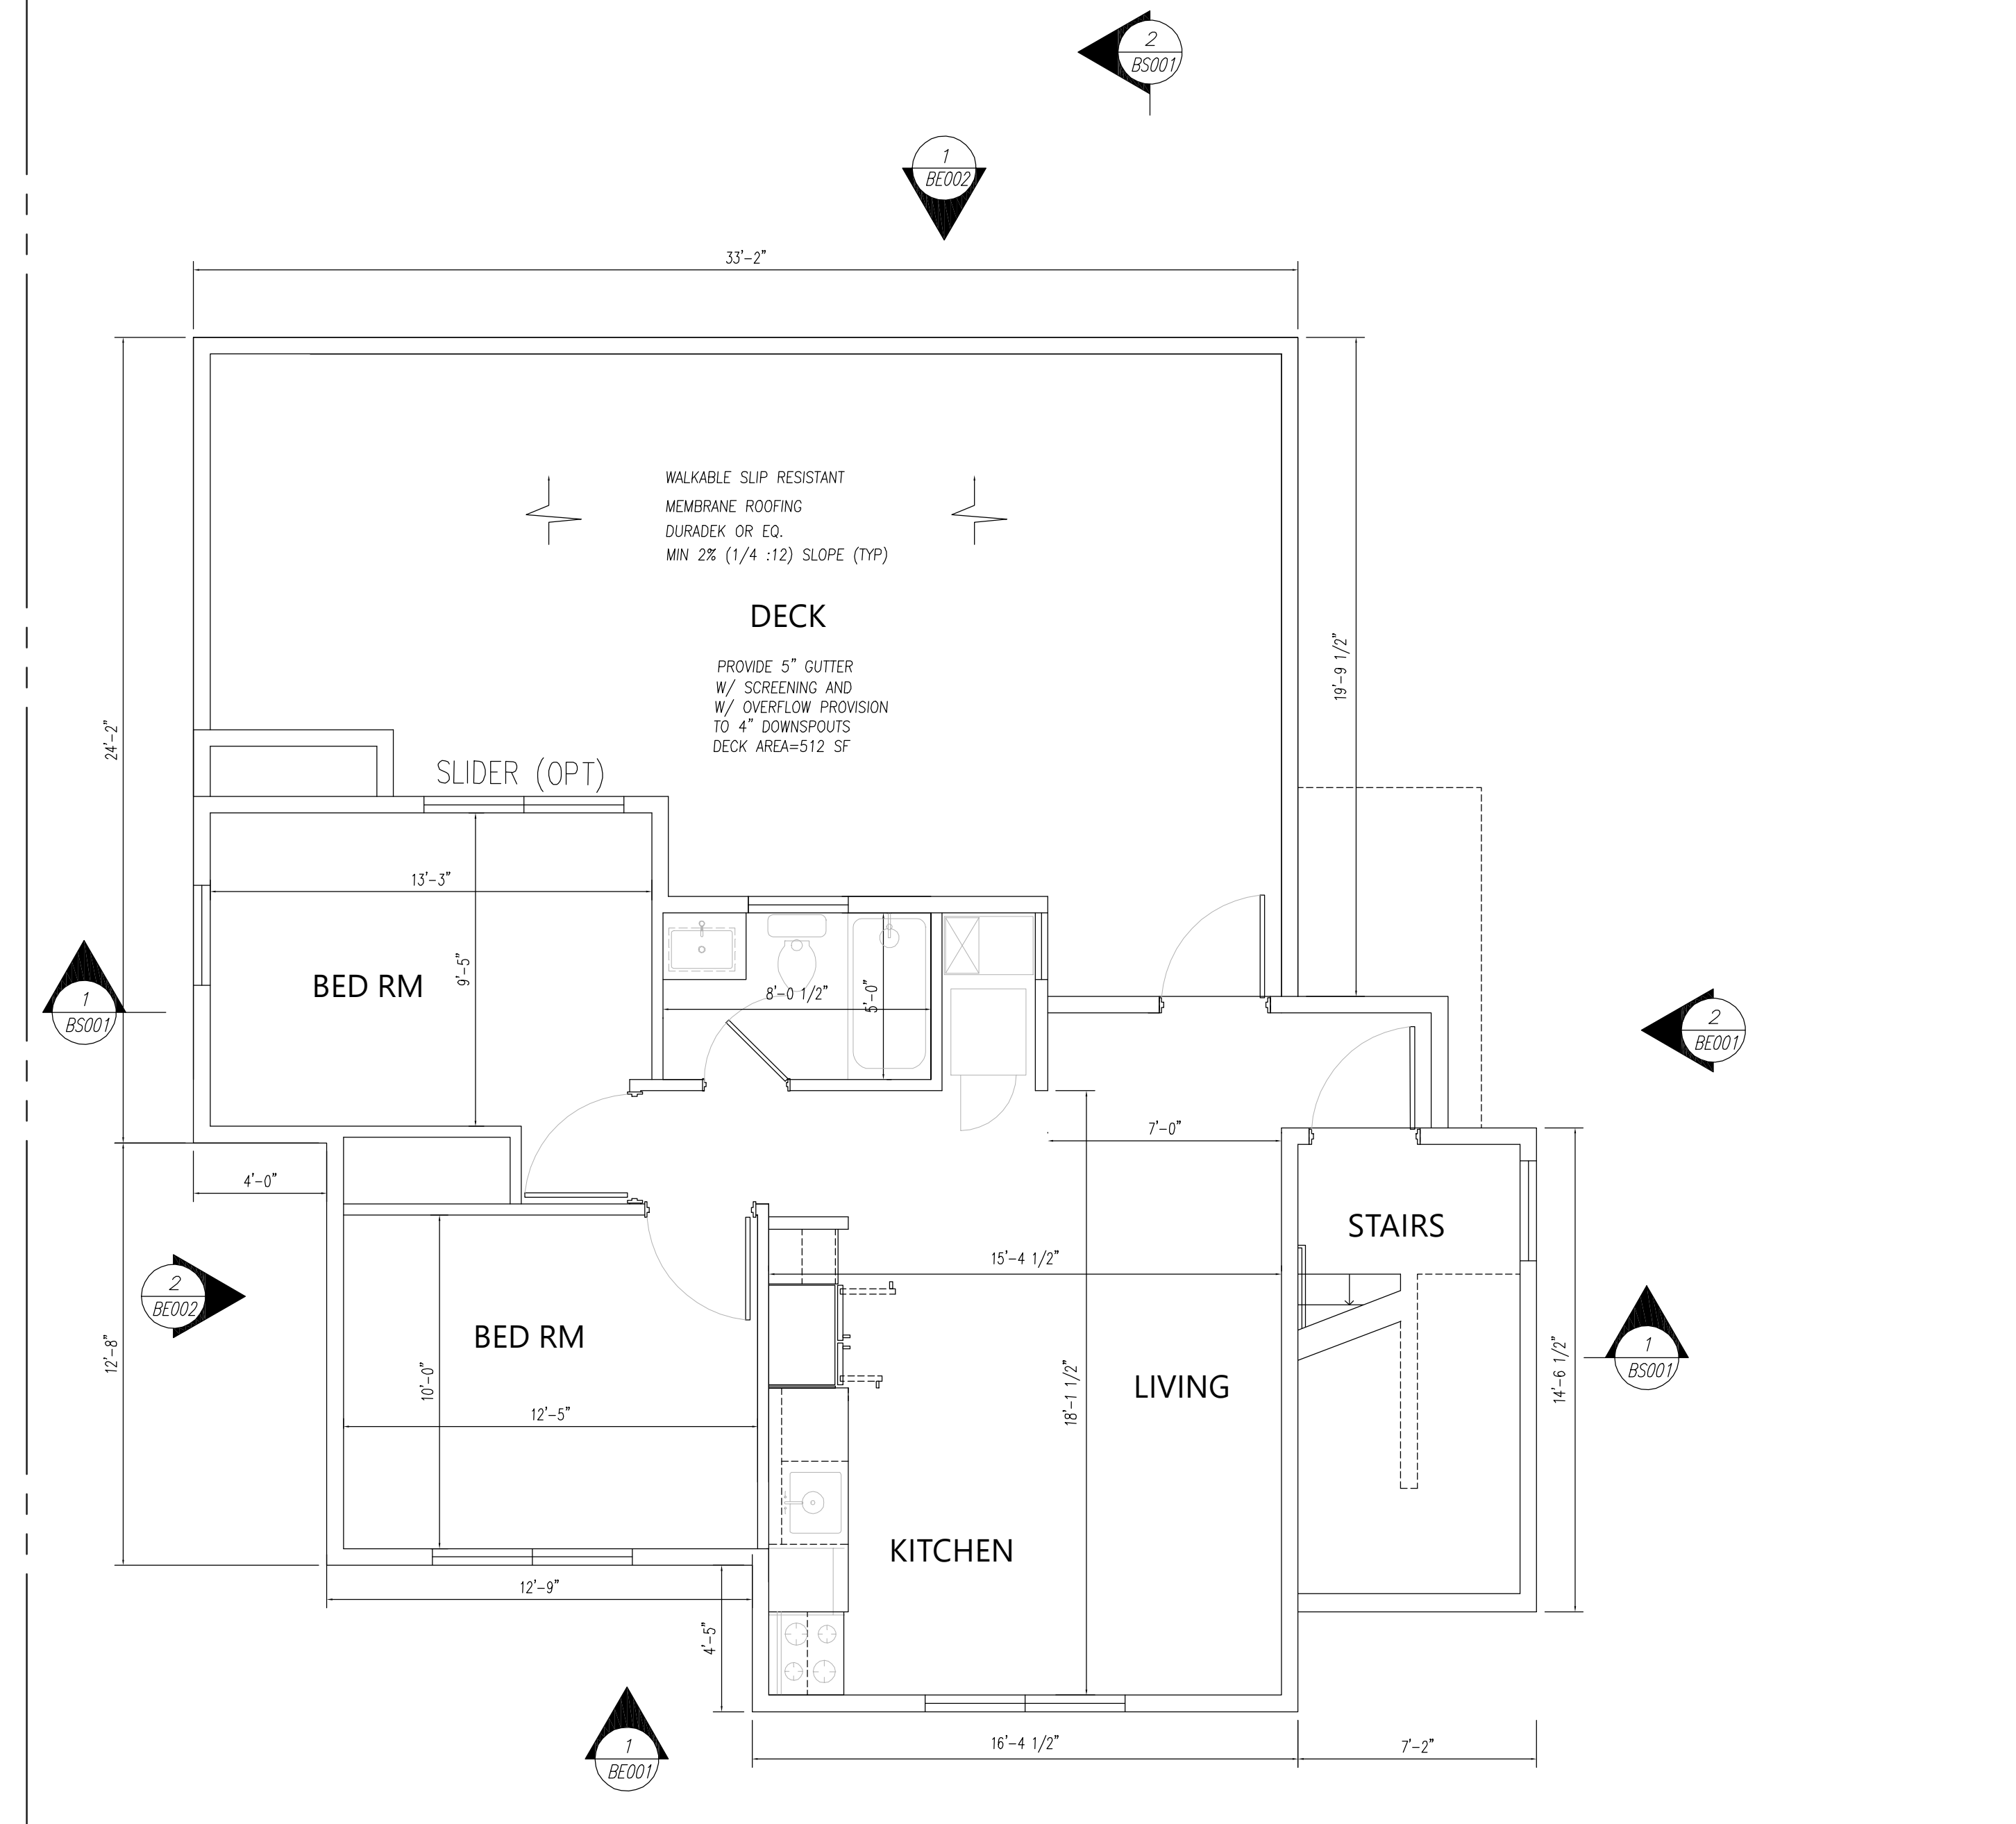 2
BS001
1
BE002
33'-2"
WALKABLE SLIP RESISTANT
MEMBRANE ROOFING
DURADEK OR EQ.
MIN 2% (1/4 :12) SLOPE (TYP)
DECK
PROVIDE 5" GUTTER
W/ SCREENING AND
W/ OVERFLOW PROVISION
TO 4" DOWNSPOUTS
DECK AREA=512 SF
19'-9 1/2"
24'-2"
SLIDER (OPT)
13'-3"
9'-5"
BED RM
8'-0 1/2"
5'-0"
1
BS001
2
BE001
7'-0"
4'-0"
STAIRS
15'-4 1/2"
2
BE002
BED RM
12'-8"
10'-0"
12'-5"
18'-1 1/2"
LIVING
14'-6 1/2"
1
BS001
KITCHEN
12'-9"
4'-5"
16'-4 1/2"
7'-2"
1
BE001